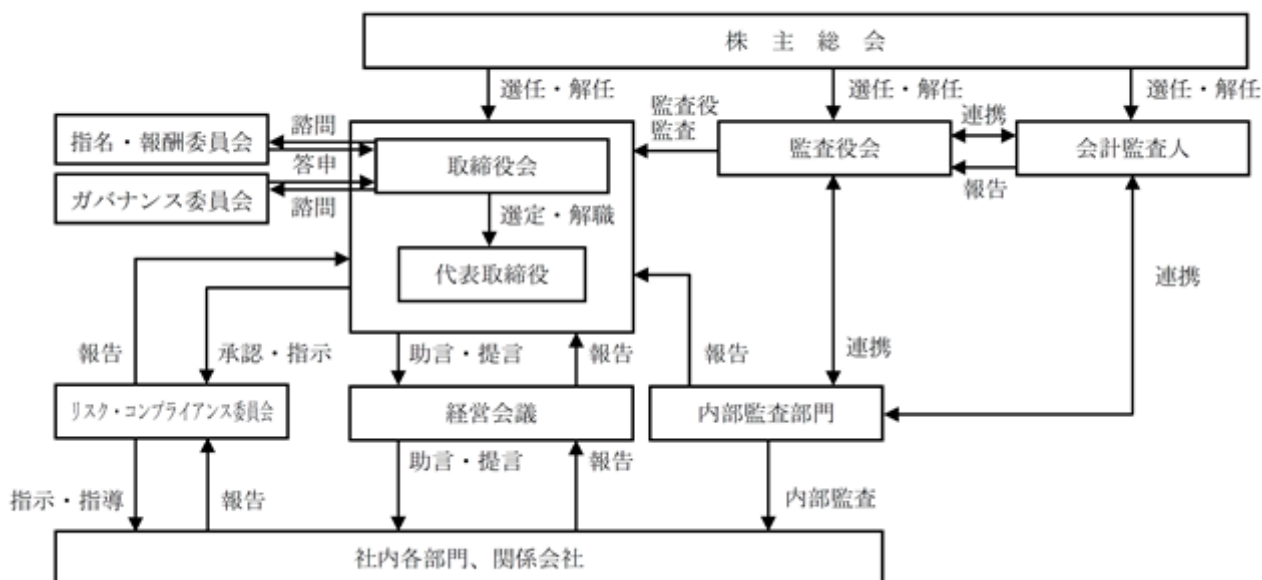 株主総会
選任・解任
選任・解任
選任・解任
監査役
監査
連携
諮問
指名・報酬委員会
取締役会
監査役会
会計監査人
答申
報告
ガバナンス委員会
諮問
選定・解職
代表取締役
連携
報告
承認・指示
助言・提言
報告
報告
連携
リスク・コンプライアンス委員会
経営会議
内部監査部門
助言・提言
報告
指示・指導
報告
内部監査
社内各部門、関係会社